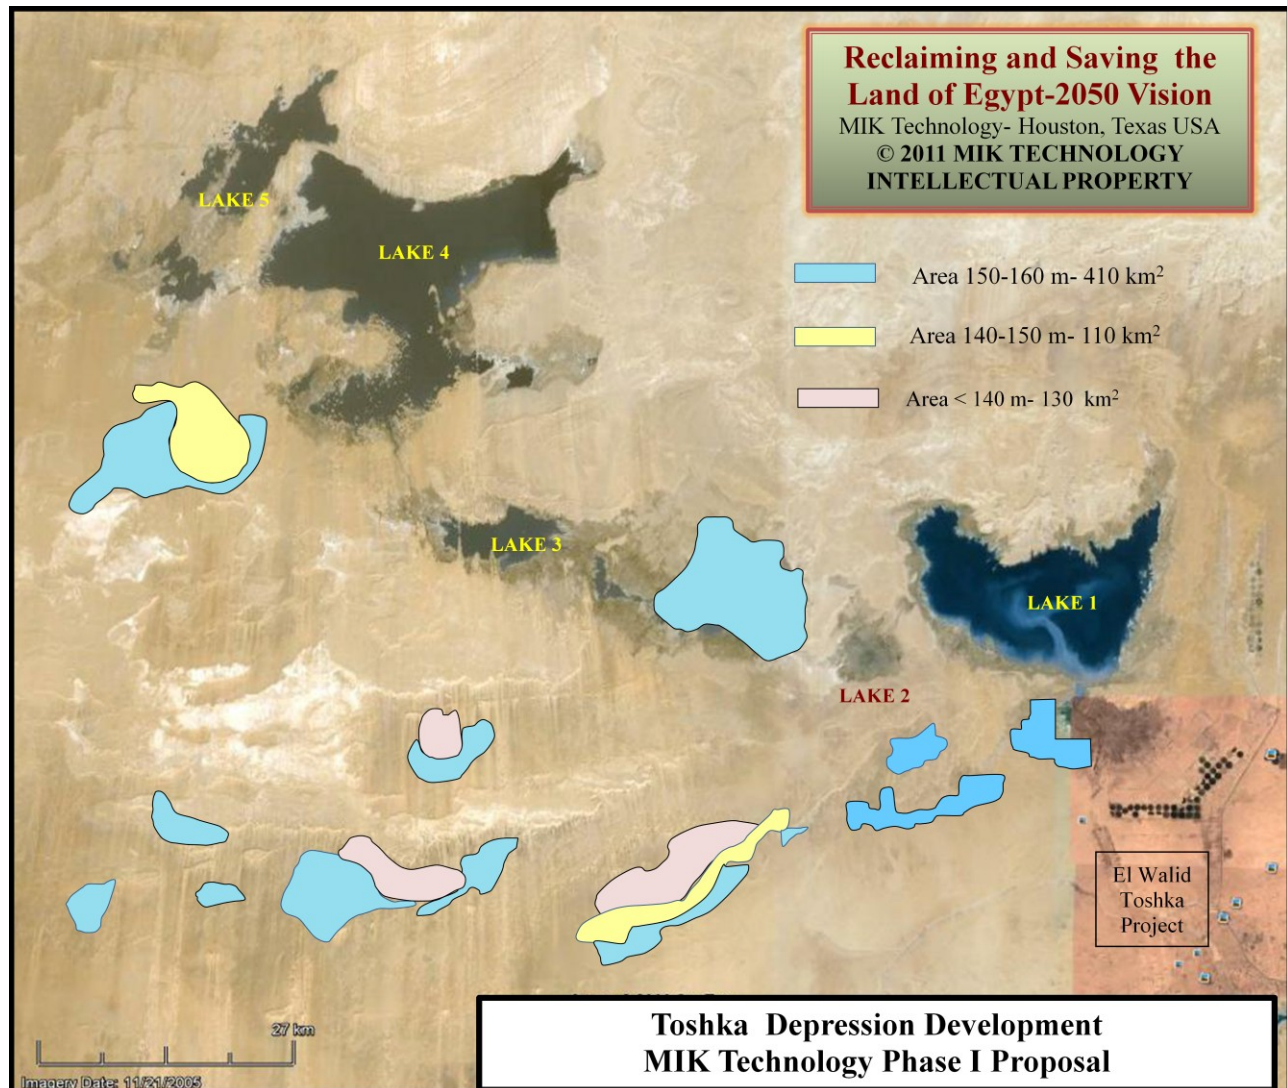 Reclaiming and Saving the
Land of Egypt-2050 Vision
MIK Technology- Houston, Texas USA
© 2011 MIK TECHNOLOGY
INTELLECTUAL PROPERTY
LAKE 5
LAKE 4
Area 150-160 m- 410 km²
Area 140-150 m- 110 km²
Area < 140 m- 130 km²
LAKE 3
LAKE 1
LAKE 2
El Walid
Toshka
Project
27 km
Imagery Date: 11/21/2005
Toshka Depression Development
MIK Technology Phase I Proposal